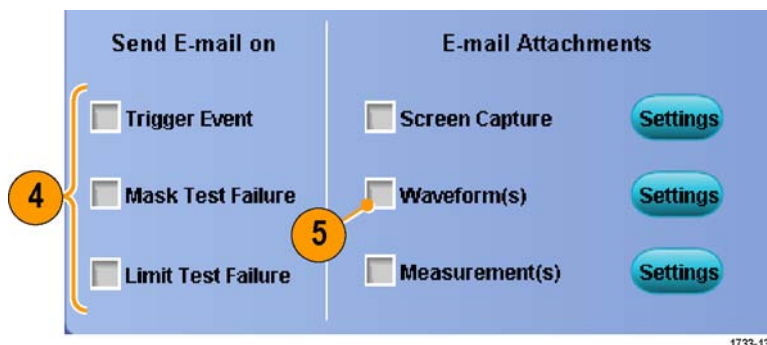 Send E-mail on
E-mail Attachments
Trigger Event
Screen Capture
Settings
4
Mask Test Failure
5
Waveform(s)
Settings
Limit Test Failure
Measurement(s)
Settings